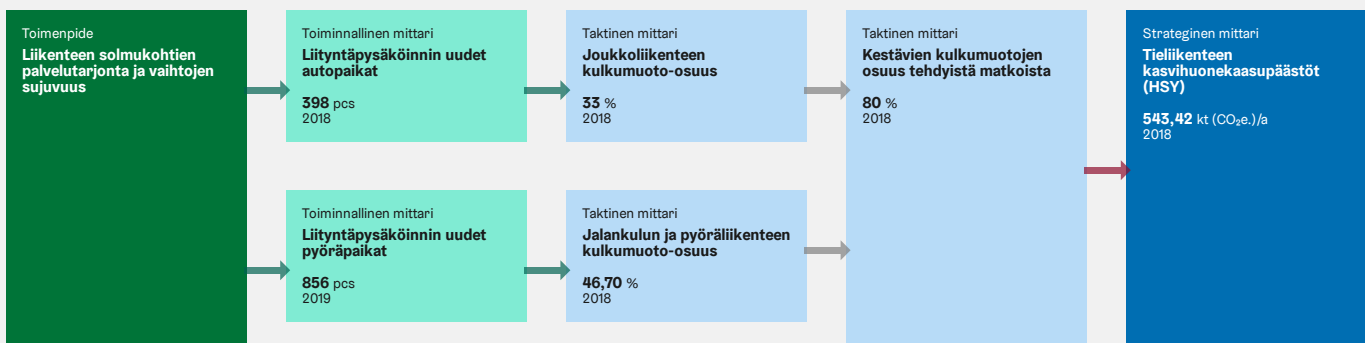 Toimenpide
Liikenteen solmukohtien
palvelutarjonta ja vaihtojen
sujuvuus
Toiminnallinen mittari
Liityntäpysäköinnin uudet
autopaikat
398 pcs
2018
Taktinen mittari
Joukkoliikenteen
kulkumuoto-osuus
33 %
2018
Toiminnallinen mittari
Liityntäpysäköinnin uudet
pyöräpaikat
856 pcs
2019
Taktinen mittari
Jalankulun ja pyöräliikenteen
kulkumuoto-osuus
46,70 %
2018
Taktinen mittari
Kestävien kulkumuotojen
osuus tehdyistä matkoista
80 %
2018
Strateginen mittari
Tieliikenteen
kasvihuonekaasupäästöt
(HSY)
543,42 kt (CO₂e.)/a
2018